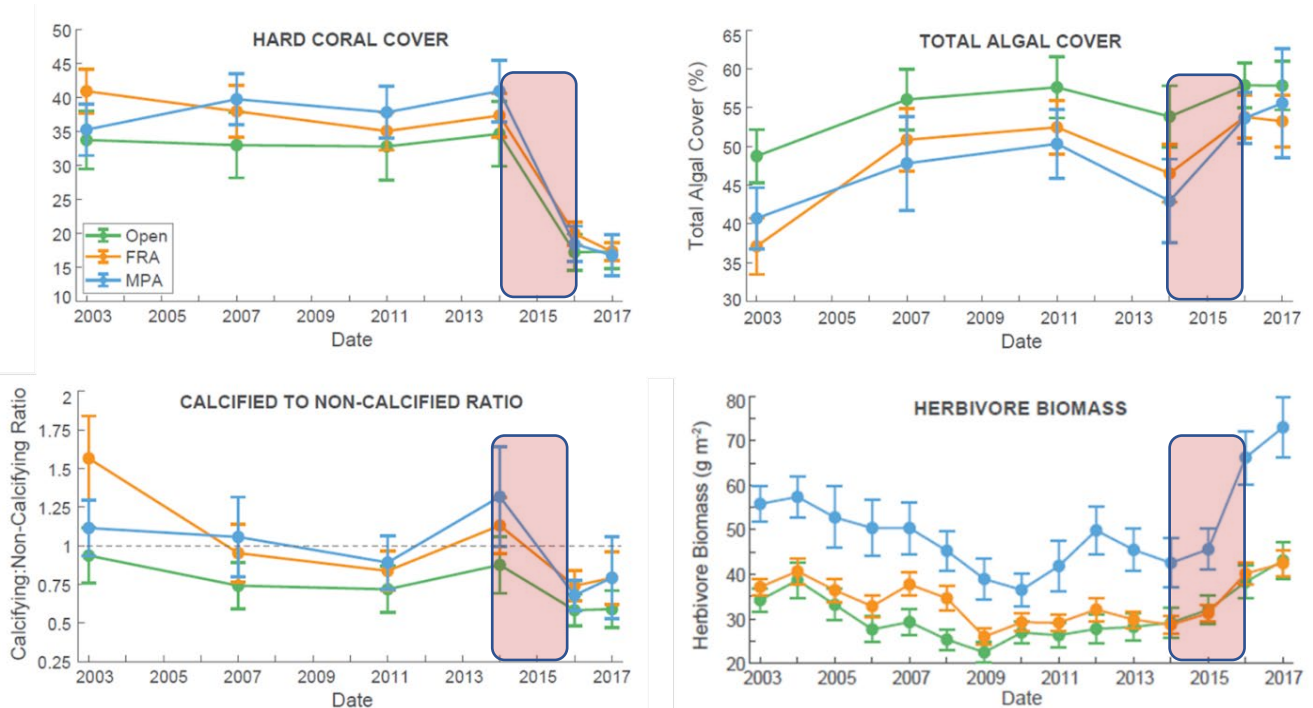 HARD CORAL COVER
50
45
40
35
30
25
20
15
10
Open
FRA
MPA
2003 2005 2007 2009 2011 2013 2015 2017
Date
TOTAL ALGAL COVER
Total Algal Cover (%)
65
60
55
50
45
40
35
30
2003 2005 2007 2009 2011 2013 2015 2017
Date
CALCIFIED TO NON-CALCIFIED RATIO
Calcifying:Non-Calcifying Ratio
2
1.75
1.5
1.25
1
0.75
0.5
0.25
2003 2005 2007 2009 2011 2013 2015 2017
Date
HERBIVORE BIOMASS
Herbivore Biomass (g m⁻²)
80
70
60
50
40
30
20
2003 2005 2007 2009 2011 2013 2015 2017
Date